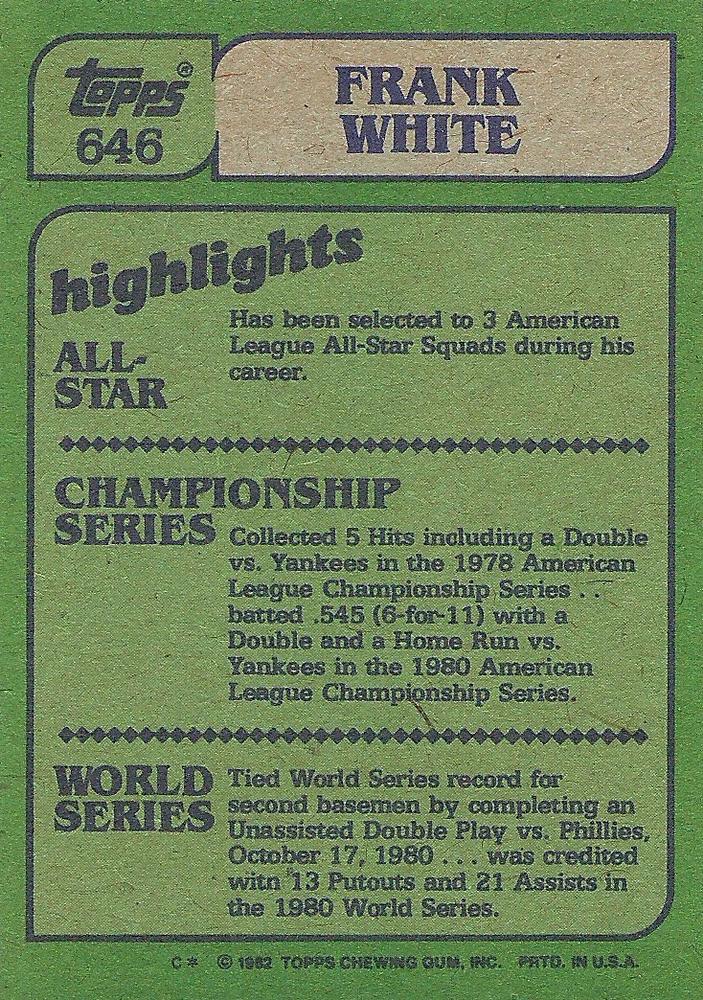 Topps®
646
FRANK
WHITE
highlights
ALL-
STAR
Has been selected to 3 American
League All-Star Squads during his
career.
CHAMPIONSHIP
SERIES
Collected 5 Hits including a Double
vs. Yankees in the 1978 American
League Championship Series . .
batted .545 (6-for-11) with a
Double and a Home Run vs.
Yankees in the 1980 American
League Championship Series.
WORLD
SERIES
Tied World Series record for
second basemen by completing an
Unassisted Double Play vs. Phillies,
October 17, 1980 . . . was credited
with 13 Putouts and 21 Assists in
the 1980 World Series.
C* © 1982 TOPPS CHEWING GUM, INC. PRTD. IN U.S.A.